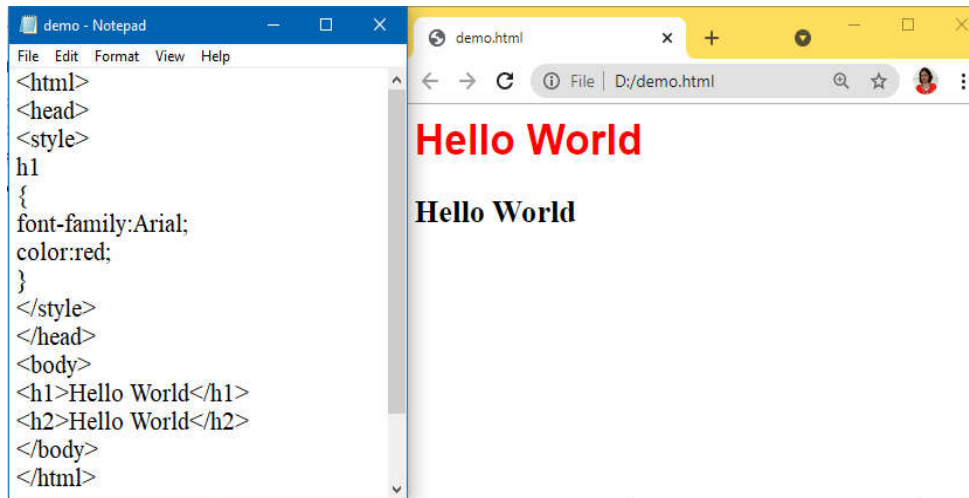 demo - Notepad
File Edit Format View Help
<html>
<head>
<style>
h1
{
font-family:Arial;
color:red;
}
</style>
</head>
<body>
<h1>Hello World</h1>
<h2>Hello World</h2>
</body>
</html>
demo.html
File | D:/demo.html
Hello World
Hello World